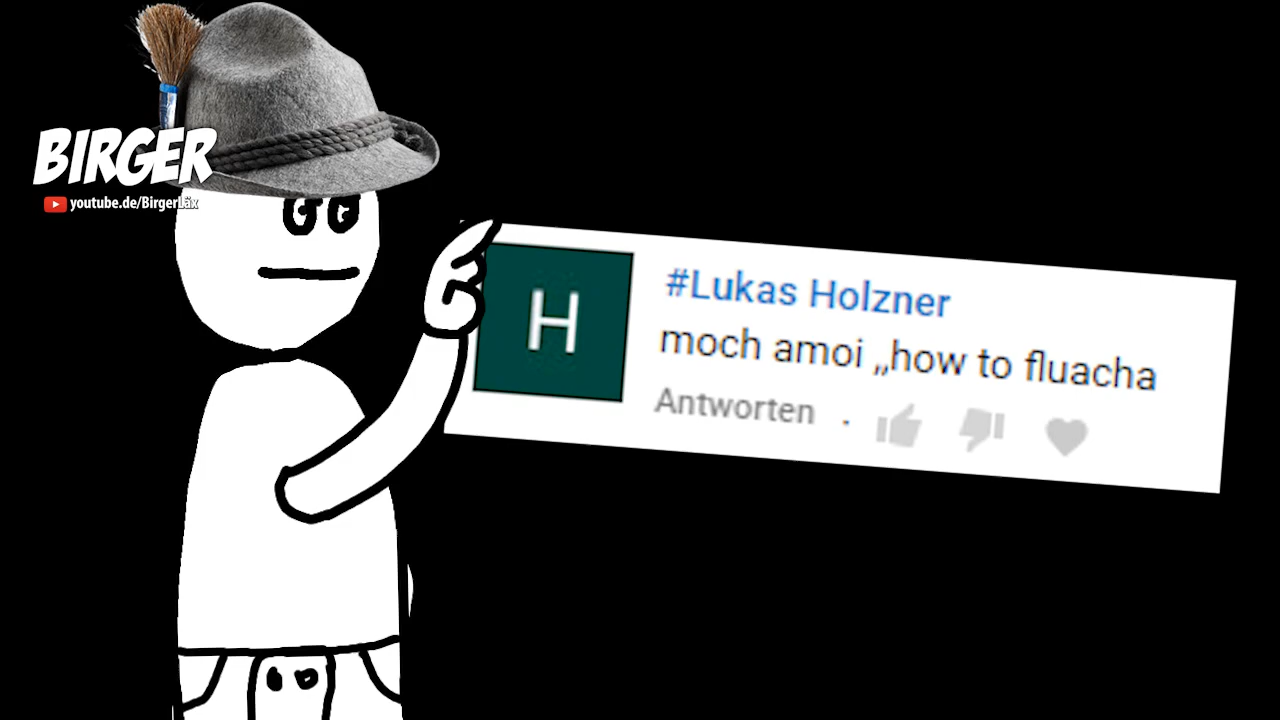 BIRGER
youtube.de/BirgerLäx
H
#Lukas Holzner
moch amoi „how to fluacha
Antworten .